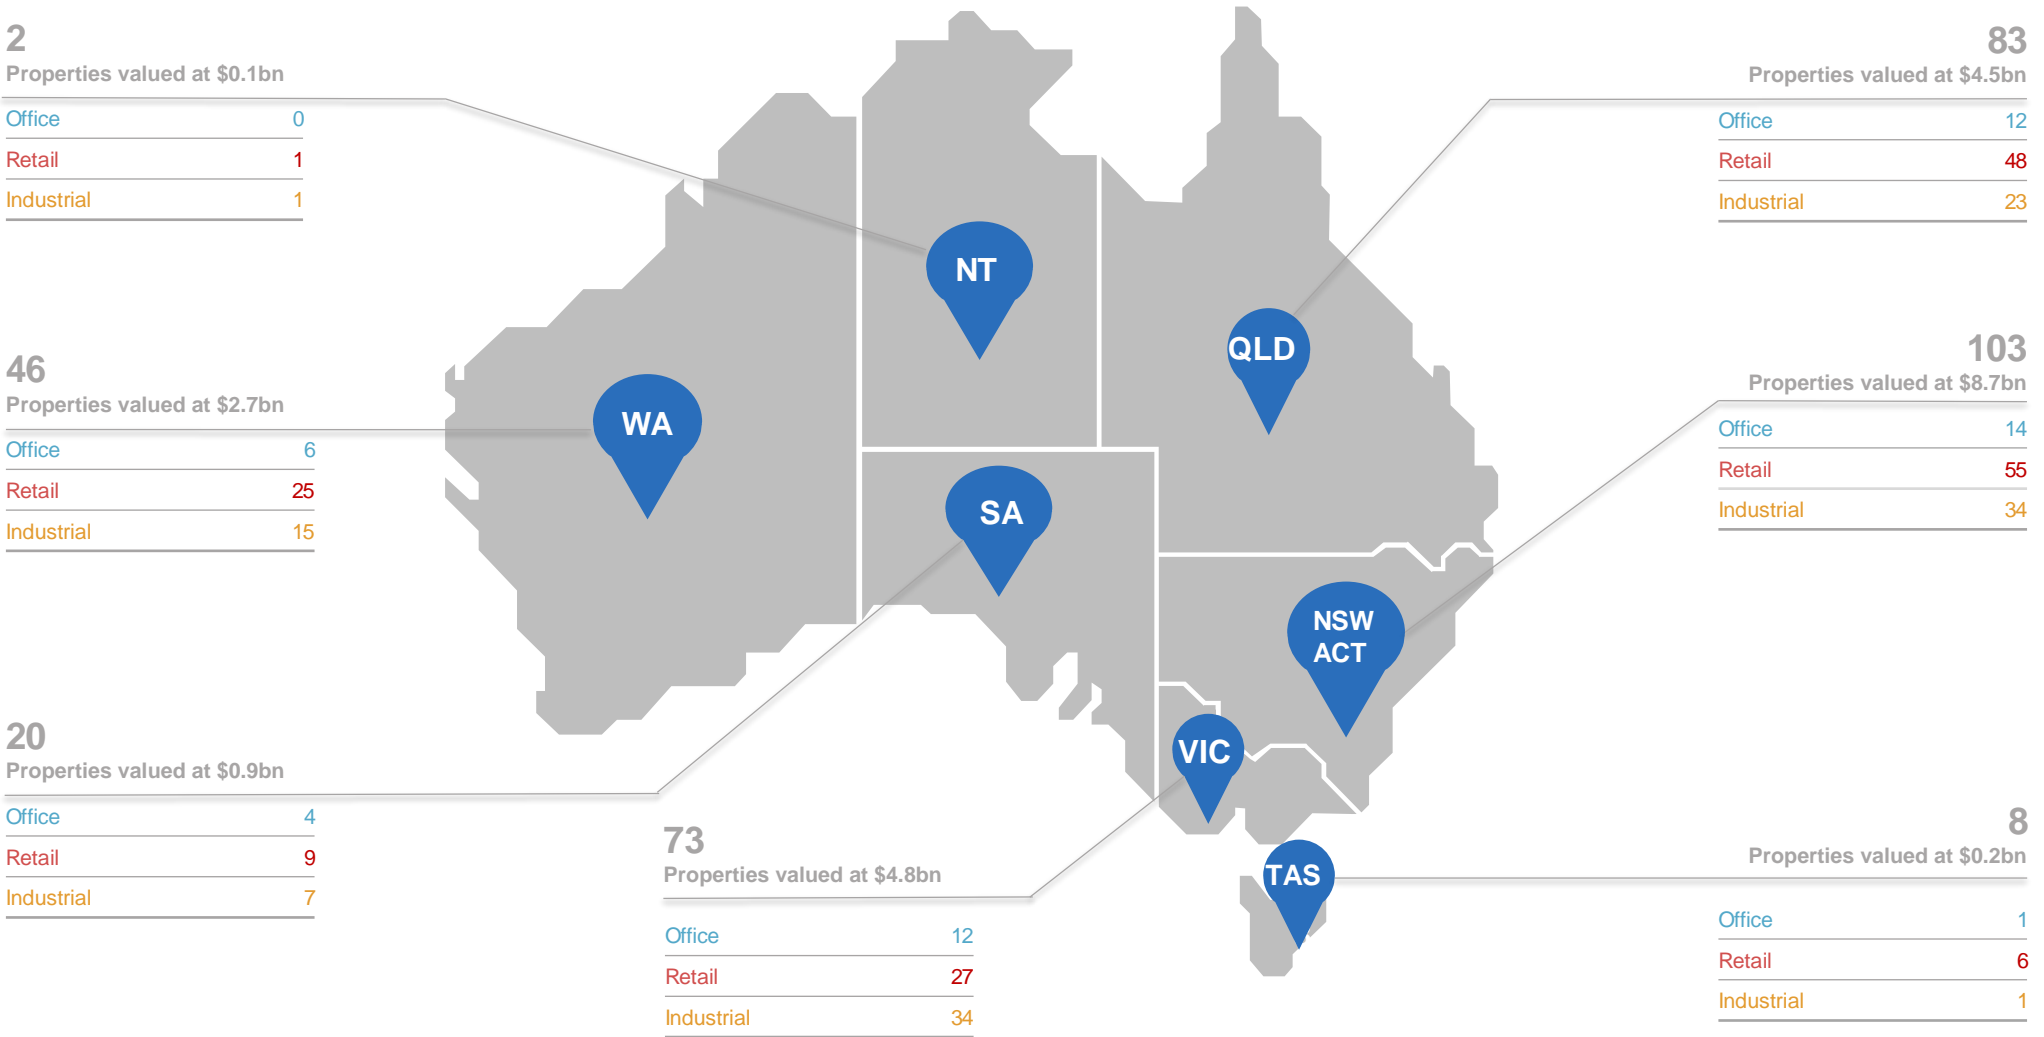 2
Properties valued at $0.1bn
Office 0
Retail 1
Industrial 1
83
Properties valued at $4.5bn
Office 12
Retail 48
Industrial 23
NT
QLD
46
Properties valued at $2.7bn
Office 6
Retail 25
Industrial 15
WA
103
Properties valued at $8.7bn
Office 14
Retail 55
Industrial 34
SA
NSW
ACT
20
Properties valued at $0.9bn
Office 4
Retail 9
Industrial 7
VIC
73
Properties valued at $4.8bn
Office 12
Retail 27
Industrial 34
TAS
8
Properties valued at $0.2bn
Office 1
Retail 6
Industrial 1